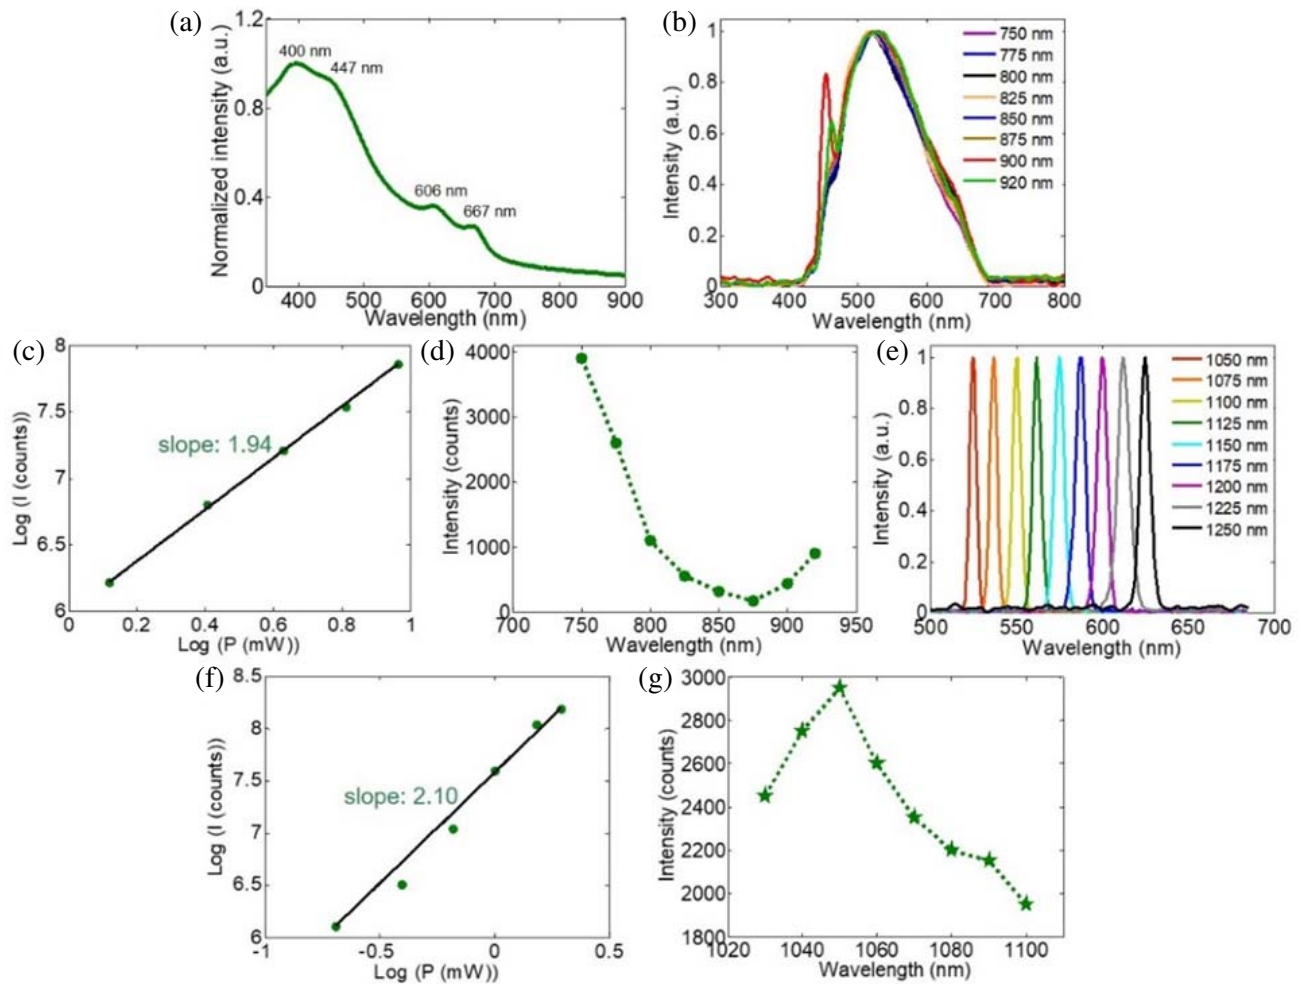 (a)
1.2
0.8
0.4
0
Normalized intensity (a.u.)
400 nm
447 nm
606 nm
667 nm
400 500 600 700 800 900
Wavelength (nm)
(b)
1
0.8
0.6
0.4
0.2
0
Intensity (a.u.)
750 nm
775 nm
800 nm
825 nm
850 nm
875 nm
900 nm
920 nm
300 400 500 600 700 800
Wavelength (nm)
(c)
8
7.5
7
6.5
6
Log (I (counts))
slope: 1.94
0 0.2 0.4 0.6 0.8 1
Log (P (mW))
(d)
4000
3000
2000
1000
0
Intensity (counts)
700 750 800 850 900 950
Wavelength (nm)
(e)
1
0.8
0.6
0.4
0.2
0
Intensity (a.u.)
1050 nm
1075 nm
1100 nm
1125 nm
1150 nm
1175 nm
1200 nm
1225 nm
1250 nm
500 550 600 650 700
Wavelength (nm)
(f)
8.5
8
7.5
7
6.5
6
Log (I (counts))
slope: 2.10
-1 -0.5 0 0.5
Log (P (mW))
(g)
3000
2800
2600
2400
2200
2000
1800
Intensity (counts)
1020 1040 1060 1080 1100
Wavelength (nm)